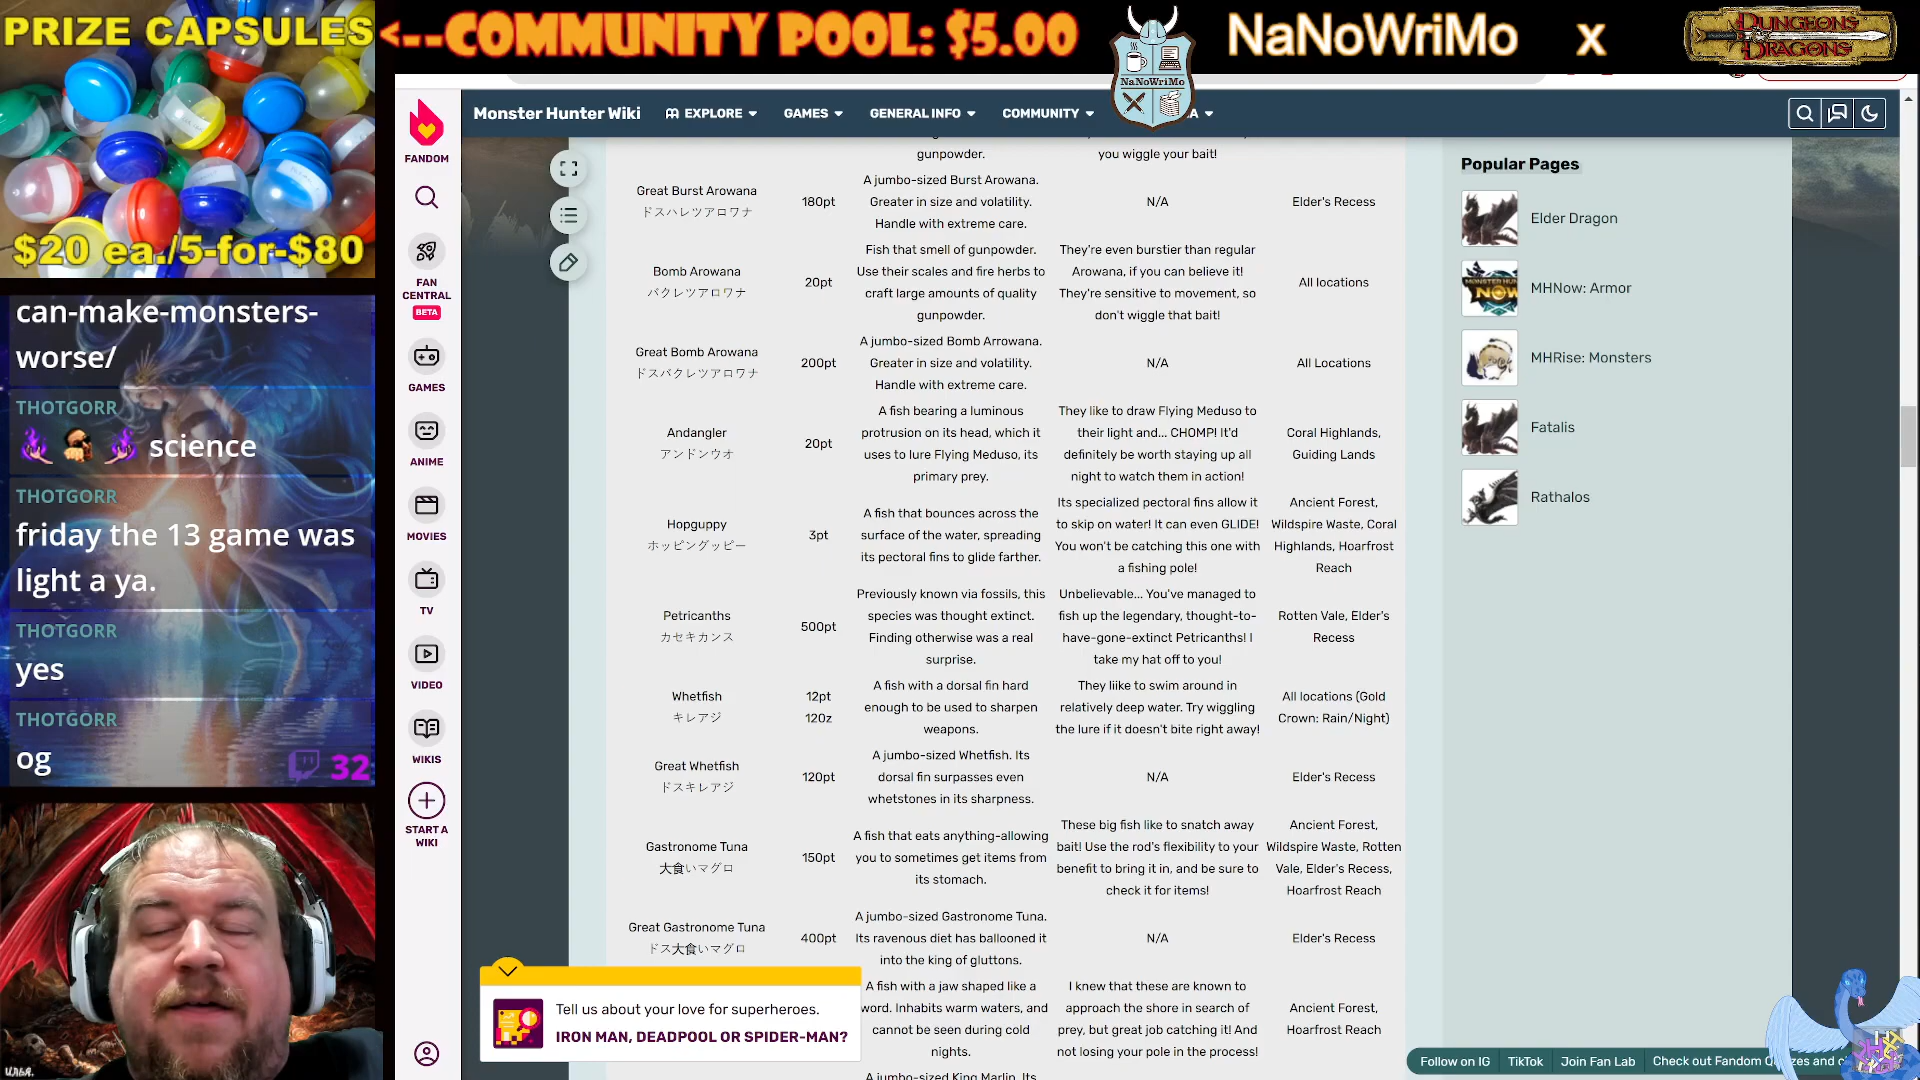 PRIZE CAPSULES
<--COMMUNITY POOL: $5.00
NaNoWriMo
NaNoWriMo x
DUNGEONS DRAGONS
$20 ea./5-for-$80
can-make-monsters-
worse/
THOTGORR
science
THOTGORR
friday the 13 game was
light a ya.
THOTGORR
yes
THOTGORR
og
32
FANDOM
FAN
CENTRAL
BETA
GAMES
ANIME
MOVIES
TV
VIDEO
WIKIS
START A
WIKI
Monster Hunter Wiki
EXPLORE
GAMES
GENERAL INFO
COMMUNITY
A
gunpowder.
you wiggle your bait!
Great Burst Arowana
ドスハレツアロワナ
180pt
A jumbo-sized Burst Arowana.
Greater in size and volatility.
Handle with extreme care.
N/A
Elder's Recess
Bomb Arowana
バクレツアロワナ
20pt
Fish that smell of gunpowder.
Use their scales and fire herbs to
craft large amounts of quality
gunpowder.
They're even burstier than regular
Arowana, if you can believe it!
They're sensitive to movement, so
don't wiggle that bait!
All locations
Great Bomb Arowana
ドスバクレツアロワナ
200pt
A jumbo-sized Bomb Arrowana.
Greater in size and volatility.
Handle with extreme care.
N/A
All Locations
Andangler
アンドンウオ
20pt
A fish bearing a luminous
protrusion on its head, which it
uses to lure Flying Meduso, its
primary prey.
They like to draw Flying Meduso to
their light and... CHOMP! It'd
definitely be worth staying up all
night to watch them in action!
Coral Highlands,
Guiding Lands
Hopguppy
ホッピングッピー
3pt
A fish that bounces across the
surface of the water, spreading
its pectoral fins to glide farther.
Its specialized pectoral fins allow it
to skip on water! It can even GLIDE!
You won't be catching this one with
a fishing pole!
Ancient Forest,
Wildspire Waste, Coral
Highlands, Hoarfrost
Reach
Petricanths
カセキカンス
500pt
Previously known via fossils, this
species was thought extinct.
Finding otherwise was a real
surprise.
Unbelievable... You've managed to
fish up the legendary, thought-to-
have-gone-extinct Petricanths! I
take my hat off to you!
Rotten Vale, Elder's
Recess
Whetfish
キレアジ
12pt
120z
A fish with a dorsal fin hard
enough to be used to sharpen
weapons.
They liike to swim around in
relatively deep water. Try wiggling
the lure if it doesn't bite right away!
All locations (Gold
Crown: Rain/Night)
Great Whetfish
ドスキレアジ
120pt
A jumbo-sized Whetfish. Its
dorsal fin surpasses even
whetstones in its sharpness.
N/A
Elder's Recess
Gastronome Tuna
大食いマグロ
150pt
A fish that eats anything-allowing
you to sometimes get items from
its stomach.
These big fish like to snatch away
bait! Use the rod's flexibility to your
benefit to bring it in, and be sure to
check it for items!
Ancient Forest,
Wildspire Waste, Rotten
Vale, Elder's Recess,
Hoarfrost Reach
Great Gastronome Tuna
ドス大食いマグロ
400pt
A jumbo-sized Gastronome Tuna.
Its ravenous diet has ballooned it
into the king of gluttons.
N/A
Elder's Recess
A fish with a jaw shaped like a
word. Inhabits warm waters, and
cannot be seen during cold
nights.
I knew that these are known to
approach the shore in search of
prey, but great job catching it! And
not losing your pole in the process!
Ancient Forest,
Hoarfrost Reach
A jumbo-sized King Marlin. Its
Tell us about your love for superheroes.
IRON MAN, DEADPOOL OR SPIDER-MAN?
Popular Pages
Elder Dragon
MHNow: Armor
MHRise: Monsters
Fatalis
Rathalos
Follow on IG
TikTok
Join Fan Lab
Check out Fandom Quizzes and c